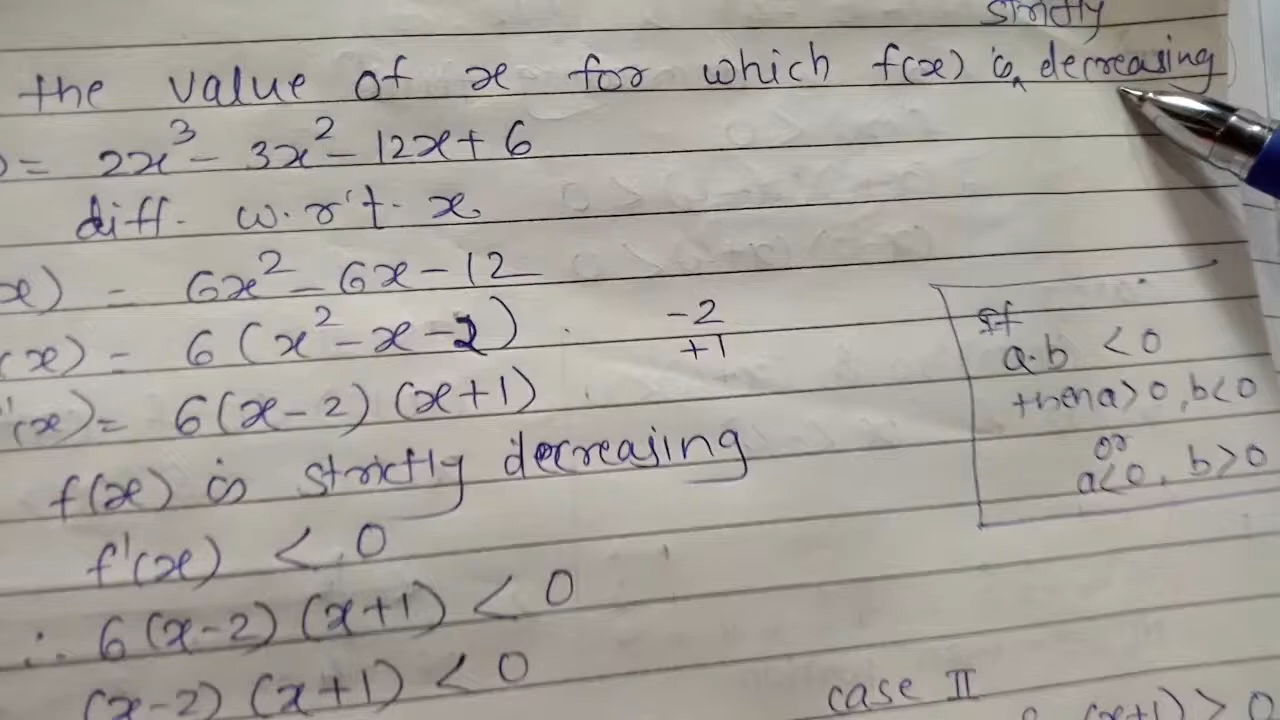 strictly
the value of x for which f(x) is ‸ decreasing
) = 2x³ - 3x² - 12x + 6
diff. w.r't. x.
x) = 6x² - 6x - 12
(x) = 6(x² - x - 2)
-2
+1
'(x) = 6(x-2) (x+1)
If
a.b < 0
then a > 0, b < 0
or
a < 0, b > 0
f(x) is strictly decreasing
f'(x) < 0
∴ 6(x-2) (x+1) < 0
(x-2) (x+1) < 0
case II
(x+1) > 0